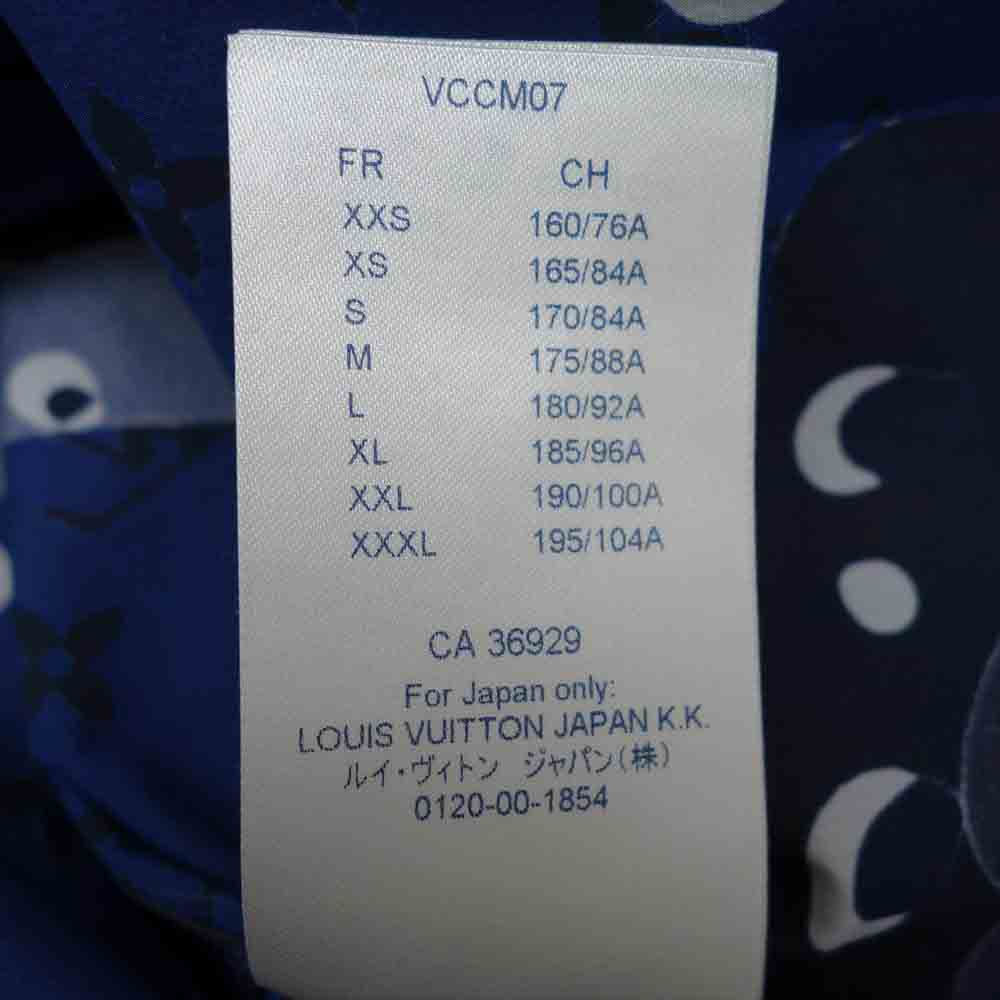 VCCM07
FR CH
XXS 160/76A
XS 165/84A
S 170/84A
M 175/88A
L 180/92A
XL 185/96A
XXL 190/100A
XXXL 195/104A
CA 36929
For Japan only:
LOUIS VUITTON JAPAN K.K.
ルイ・ヴィトン ジャパン(株)
0120-00-1854